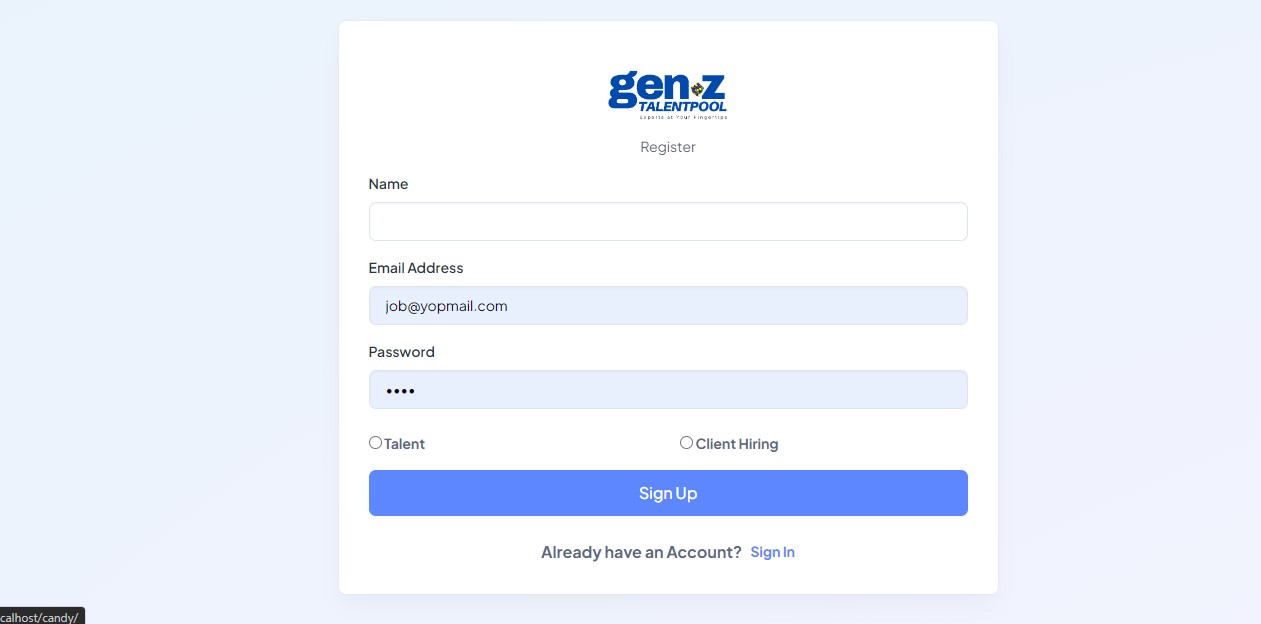 gen z
TALENTPOOL
Experts at Your Fingertips
Register
Name
Email Address
job@yopmail.com
Password
••••
Talent
Client Hiring
Sign Up
Already have an Account? Sign In
calhost/candy/